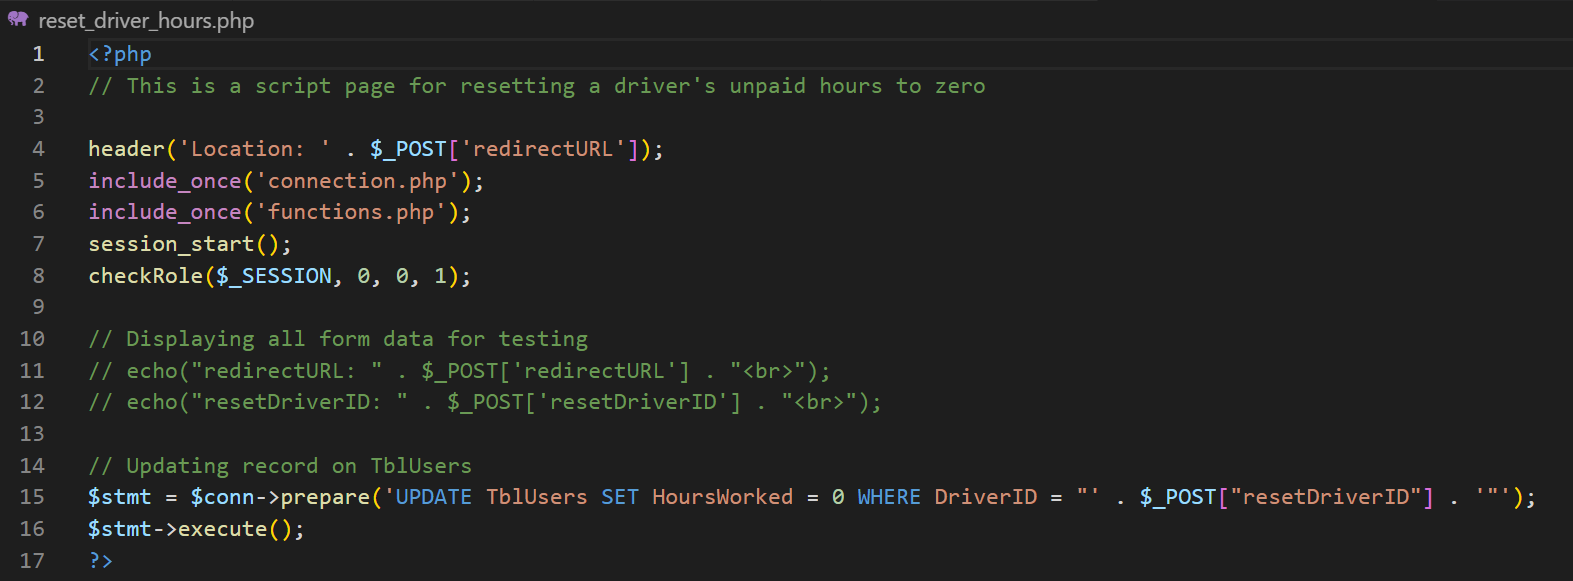 reset_driver_hours.php
1 <?php
2 // This is a script page for resetting a driver's unpaid hours to zero
3
4 header('Location: ' . $_POST['redirectURL']);
5 include_once('connection.php');
6 include_once('functions.php');
7 session_start();
8 checkRole($_SESSION, 0, 0, 1);
9
10 // Displaying all form data for testing
11 // echo("redirectURL: " . $_POST['redirectURL'] . "<br>");
12 // echo("resetDriverID: " . $_POST['resetDriverID'] . "<br>");
13
14 // Updating record on TblUsers
15 $stmt = $conn->prepare('UPDATE TblUsers SET HoursWorked = 0 WHERE DriverID = "' . $_POST["resetDriverID"] . '"');
16 $stmt->execute();
17 ?>